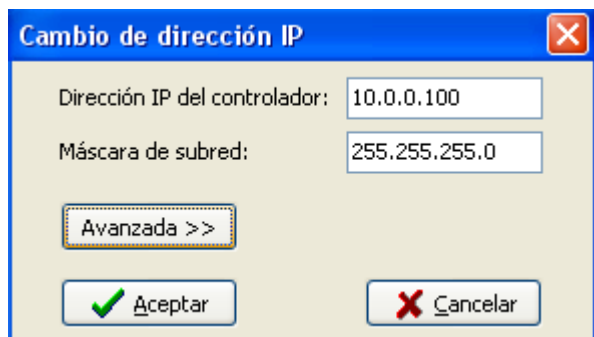 Cambio de dirección IP
Dirección IP del controlador: 10.0.0.100
Máscara de subred: 255.255.255.0
Avanzada >>
Aceptar Cancelar